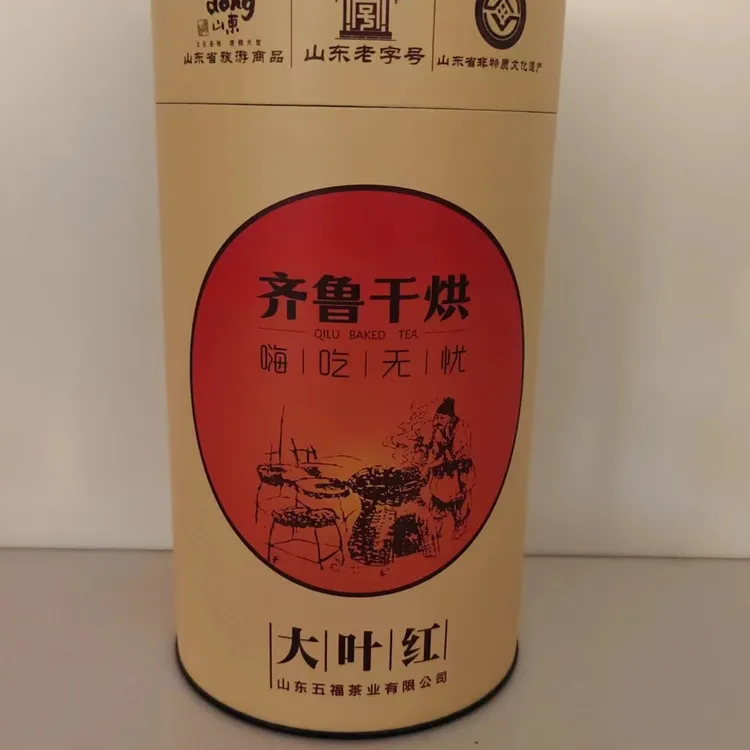 dong
山東
山东省旅游商品
号
山东老字号
山东省非物质文化遗产
齐鲁干烘
QILU BAKED TEA
嗨|吃|无|忧
大|叶|红
山东五福茶业有限公司